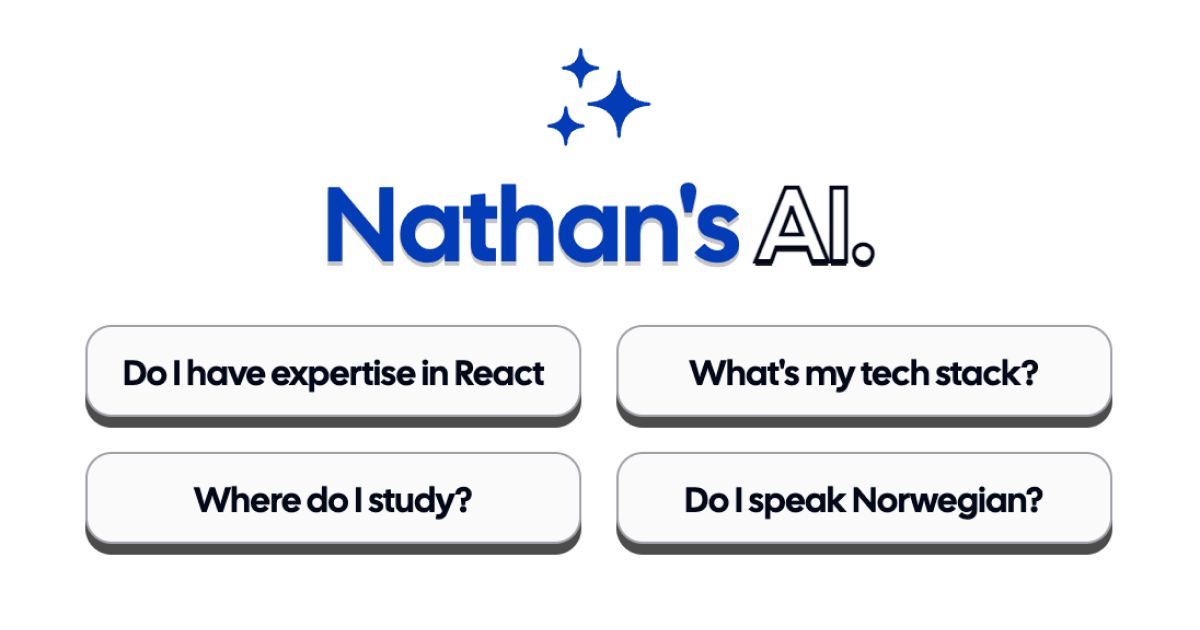 Nathan's AI.
Do I have expertise in React
What's my tech stack?
Where do I study?
Do I speak Norwegian?